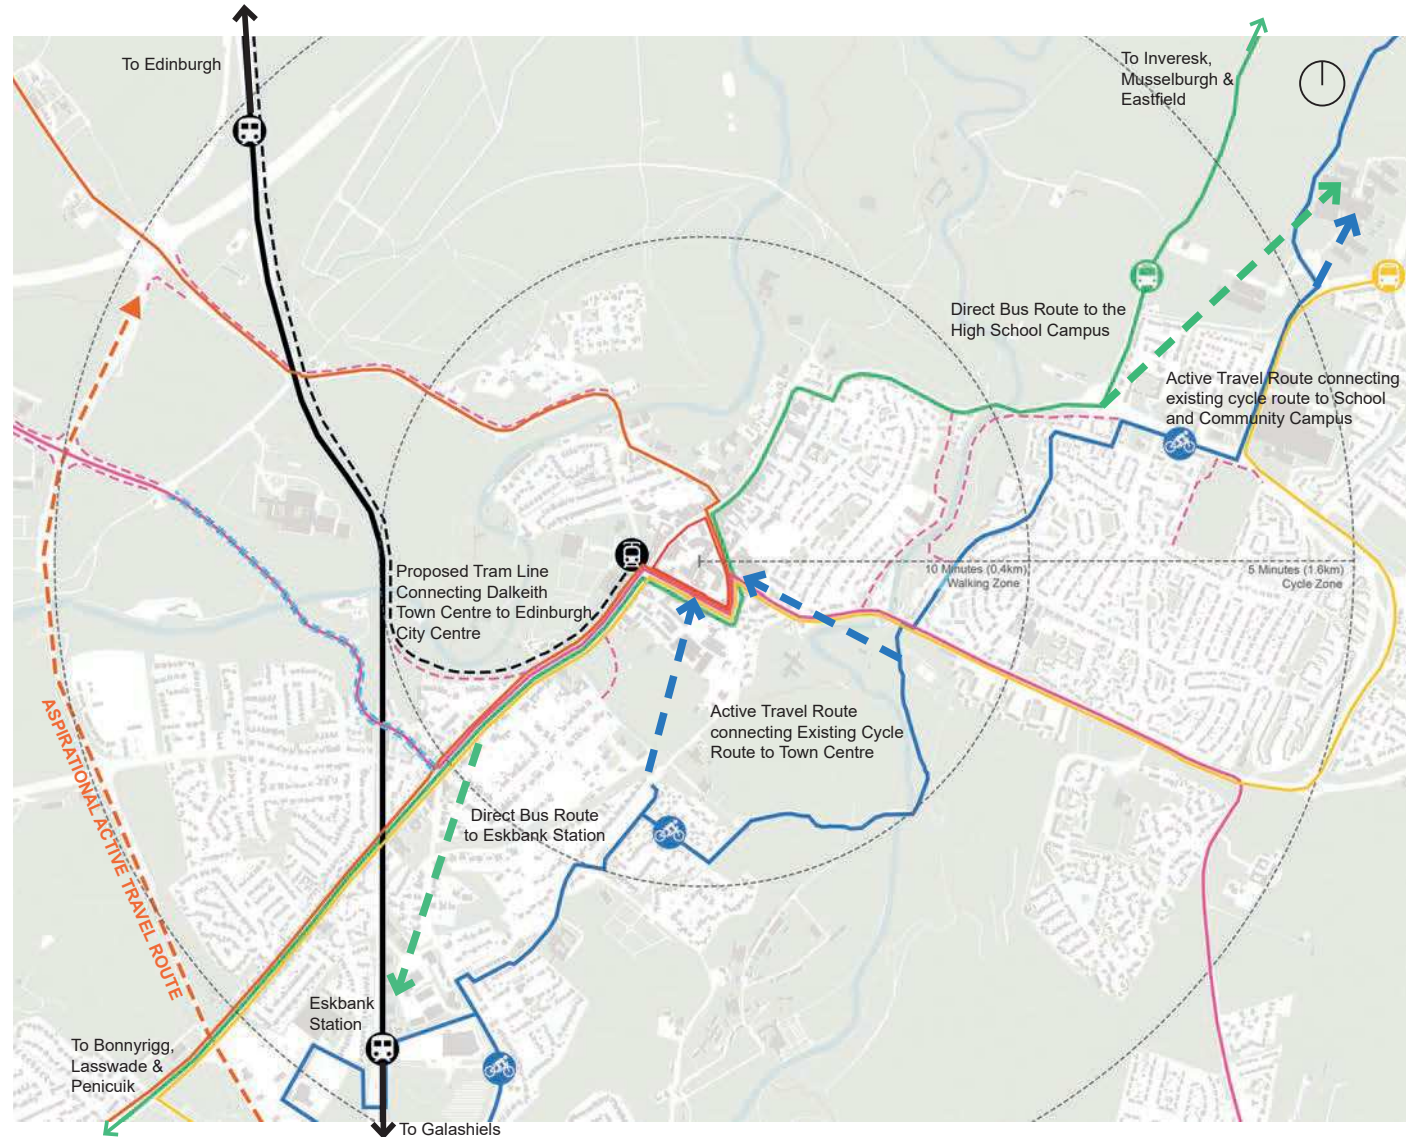 To Edinburgh
To Inveresk,
Musselburgh &
Eastfield
Direct Bus Route to the
High School Campus
Active Travel Route connecting
existing cycle route to School
and Community Campus
10 Minutes (0.4km)
Walking Zone
5 Minutes (1.6km)
Cycle Zone
Proposed Tram Line
Connecting Dalkeith
Town Centre to Edinburgh
City Centre
ASPIRATIONAL ACTIVE TRAVEL ROUTE
Active Travel Route
connecting Existing Cycle
Route to Town Centre
Direct Bus Route
to Eskbank Station
Eskbank
Station
To Bonnyrigg,
Lasswade &
Penicuik
To Galashiels